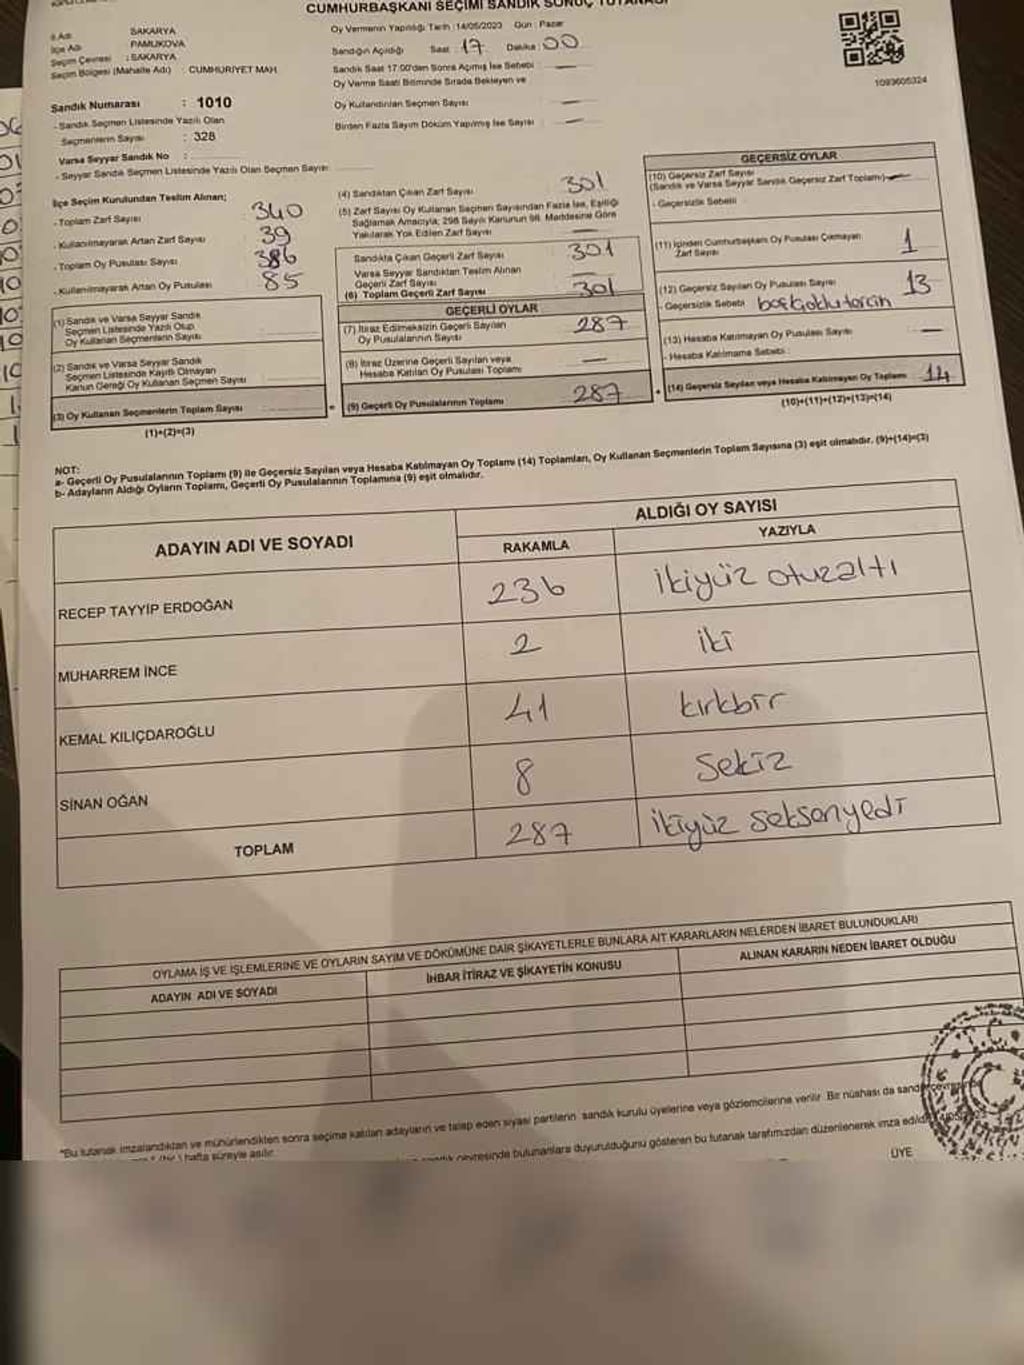 CUMHURBAŞKANI SEÇİMİ SANDIK SONUÇ TUTANAĞI
İl Adı SAKARYA
İlçe Adı PAMUKOVA
Seçim Çevresi : SAKARYA
Seçim Bölgesi (Mahalle Adı) : CUMHURİYET MAH.
Oy Vermenin Yapıldığı Tarih : 14/05/2023 Gün : Pazar
Sandığın Açıldığı Saat : 17 Dakika : 00
Sandık Saat 17:00'den Sonra Açılmış İse Sebebi : —
Oy Verme Saati Bitiminde Sırada Bekleyen ve
Oy Kullandırılan Seçmen Sayısı —
Birden Fazla Sayım Döküm Yapılmış İse Sayısı : —
1093605324
Sandık Numarası : 1010
- Sandık Seçmen Listesinde Yazılı Olan
Seçmenlerin Sayısı : 328
Varsa Seyyar Sandık No :
- Seyyar Sandık Seçmen Listesinde Yazılı Olan Seçmen Sayısı
İlçe Seçim Kurulundan Teslim Alınan;
- Toplam Zarf Sayısı 340
- Kullanılmayarak Artan Zarf Sayısı 39
- Toplam Oy Pusulası Sayısı 386
- Kullanılmayarak Artan Oy Pusulası 85
(1) Sandık ve Varsa Seyyar Sandık
Seçmen Listesinde Yazılı Olup
Oy Kullanan Seçmenlerin Sayısı
(2) Sandık ve Varsa Seyyar Sandık
Seçmen Listesinde Kayıtlı Olmayan
Kanun Gereği Oy Kullanan Seçmen Sayısı
(3) Oy Kullanan Seçmenlerin Toplam Sayısı
(1)+(2)=(3)
(4) Sandıktan Çıkan Zarf Sayısı 301
(5) Zarf Sayısı Oy Kullanan Seçmen Sayısından Fazla İse, Eşitliği
Sağlamak Amacıyla; 298 Sayılı Kanunun 98. Maddesine Göre
Yakılarak Yok Edilen Zarf Sayısı —
Sandıkta Çıkan Geçerli Zarf Sayısı 301
Varsa Seyyar Sandıktan Teslim Alınan
Geçerli Zarf Sayısı —
(6) Toplam Geçerli Zarf Sayısı 301
GEÇERLİ OYLAR
(7) İtiraz Edilmeksizin Geçerli Sayılan
Oy Pusulalarının Sayısı 287
(8) İtiraz Üzerine Geçerli Sayılan veya
Hesaba Katılan Oy Pusulası Toplamı —
(9) Geçerli Oy Pusulalarının Toplamı 287
GEÇERSİZ OYLAR
(10) Geçersiz Zarf Sayısı
(Sandık ve Varsa Seyyar Sandık Geçersiz Zarf Toplamı) —
- Geçersizlik Sebebi
(11) İçinden Cumhurbaşkanı Oy Pusulası Çıkmayan
Zarf Sayısı 1
(12) Geçersiz Sayılan Oy Pusulası Sayısı 13
- Geçersizlik Sebebi
(13) Hesaba Katılmayan Oy Pusulası Sayısı —
- Hesaba Katılmama Sebebi :
(14) Geçersiz Sayılan veya Hesaba Katılmayan Oy Toplamı 14
(10)+(11)+(12)+(13)=(14)
NOT:
a- Geçerli Oy Pusulalarının Toplamı (9) ile Geçersiz Sayılan veya Hesaba Katılmayan Oy Toplamı (14) Toplamları, Oy Kullanan Seçmenlerin Toplam Sayısına (3) eşit olmalıdır. (9)+(14)=(3)
b- Adayların Aldığı Oyların Toplamı, Geçerli Oy Pusulalarının Toplamına (9) eşit olmalıdır.
ADAYIN ADI VE SOYADI
ALDIĞI OY SAYISI
RAKAMLA YAZIYLA
RECEP TAYYİP ERDOĞAN 236 ikiyüz otuzaltı
MUHARREM İNCE 2 iki
KEMAL KILIÇDAROĞLU 41 kırkbir
SİNAN OĞAN 8 Sekiz
TOPLAM 287 ikiyüz seksenyedi
OYLAMA İŞ VE İŞLEMLERİNE VE OYLARIN SAYIM VE DÖKÜMÜNE DAİR ŞİKAYETLERLE BUNLARA AİT KARARLARIN NELERDEN İBARET BULUNDUKLARI
ADAYIN ADI VE SOYADI
İHBAR İTİRAZ VE ŞİKAYETİN KONUSU
ALINAN KARARIN NEDEN İBARET OLDUĞU
*Bu tutanak imzalandıktan ve mühürlendikten sonra seçime katılan adayların ve talep eden siyasi partilerin sandık kurulu üyelerine veya gözlemcilerine verilir. Bir nüshası da sandık
hafta süreyle asılır.
sandık çevresinde bulunanlara duyurulduğunu gösteren bu tutanak tarafımızdan düzenlenerek imza edildi
ÜYE